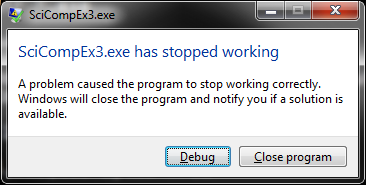 SciCompEx3.exe
SciCompEx3.exe has stopped working
A problem caused the program to stop working correctly.
Windows will close the program and notify you if a solution is
available.
Debug
Close program